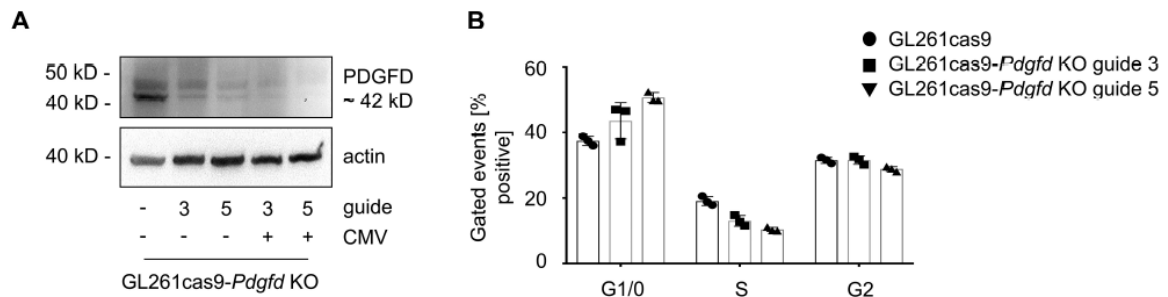 A
50 kD -
40 kD -
PDGFD
~ 42 kD
40 kD -
actin
- 3 5 3 5 guide
- - - + + CMV
GL261cas9-Pdgfd KO
B
GL261cas9
GL261cas9-Pdgfd KO guide 3
GL261cas9-Pdgfd KO guide 5
Gated events [%
positive]
60
40
20
0
G1/0 S G2